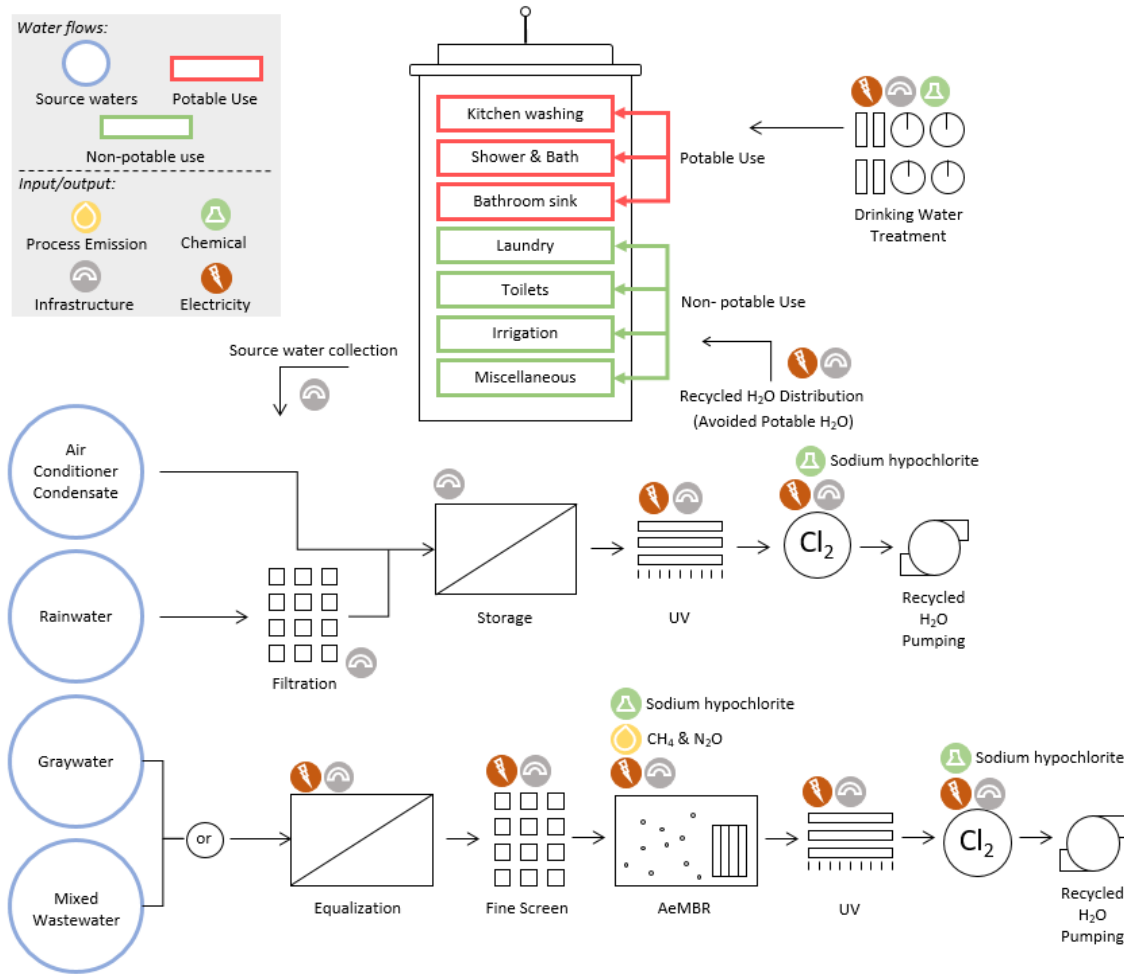 Water flows:
Source waters
Potable Use
Non-potable use
Input/output:
Process Emission
Chemical
Infrastructure
Electricity
Kitchen washing
Shower & Bath
Bathroom sink
Laundry
Toilets
Irrigation
Miscellaneous
Potable Use
Drinking Water
Treatment
Non- potable Use
Recycled H₂O Distribution
(Avoided Potable H₂O)
Source water collection
Air
Conditioner
Condensate
Rainwater
Filtration
Storage
UV
Sodium hypochlorite
Cl₂
Recycled
H₂O
Pumping
Graywater
Mixed
Wastewater
or
Equalization
Fine Screen
Sodium hypochlorite
CH₄ & N₂O
AeMBR
UV
Sodium hypochlorite
Cl₂
Recycled
H₂O
Pumping